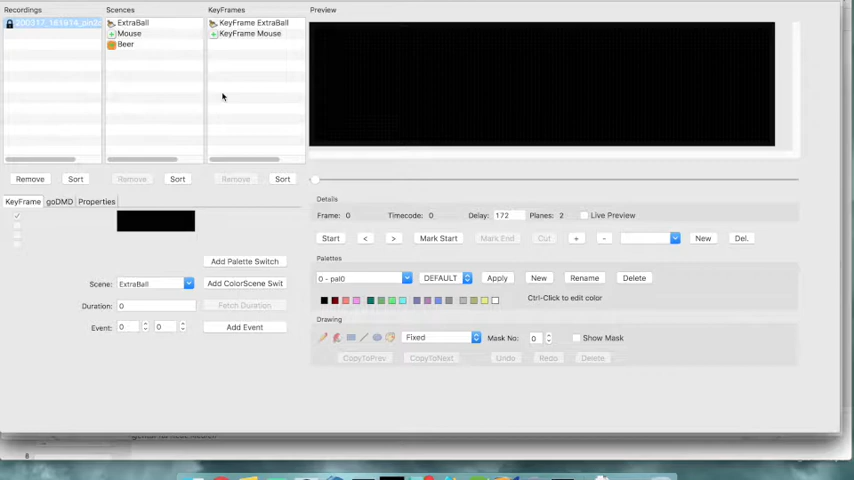 Recordings
Scences
KeyFrames
Preview
200317_161914_pin2
ExtraBall
KeyFrame ExtraBall
Mouse
KeyFrame Mouse
Beer
Remove
Sort
Remove
Sort
Remove
Sort
KeyFrame
goDMD
Properties
Details
Frame: 0
Timecode: 0
Delay: 172
Planes: 2
Live Preview
Start
<
>
Mark Start
Mark End
Cut
+
-
New
Del.
Add Palette Switch
Palettes
Scene: ExtraBall
Add ColorScene Swit
0 - pal0
DEFAULT
Apply
New
Rename
Delete
Duration: 0
Fetch Duration
Ctrl-Click to edit color
Event: 0
0
Add Event
Drawing
Fixed
Mask No: 0
Show Mask
CopyToPrev
CopyToNext
Undo
Redo
Delete